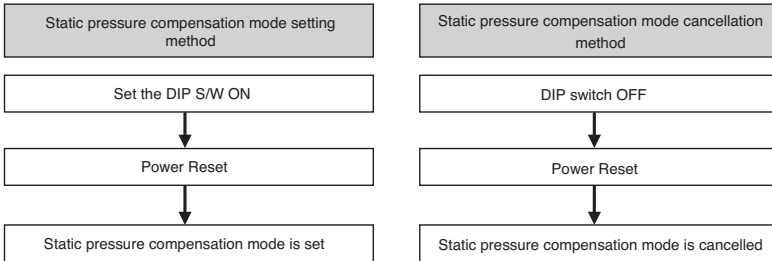 Static pressure compensation mode setting
method
Set the DIP S/W ON
Power Reset
Static pressure compensation mode is set
Static pressure compensation mode cancellation
method
DIP switch OFF
Power Reset
Static pressure compensation mode is cancelled